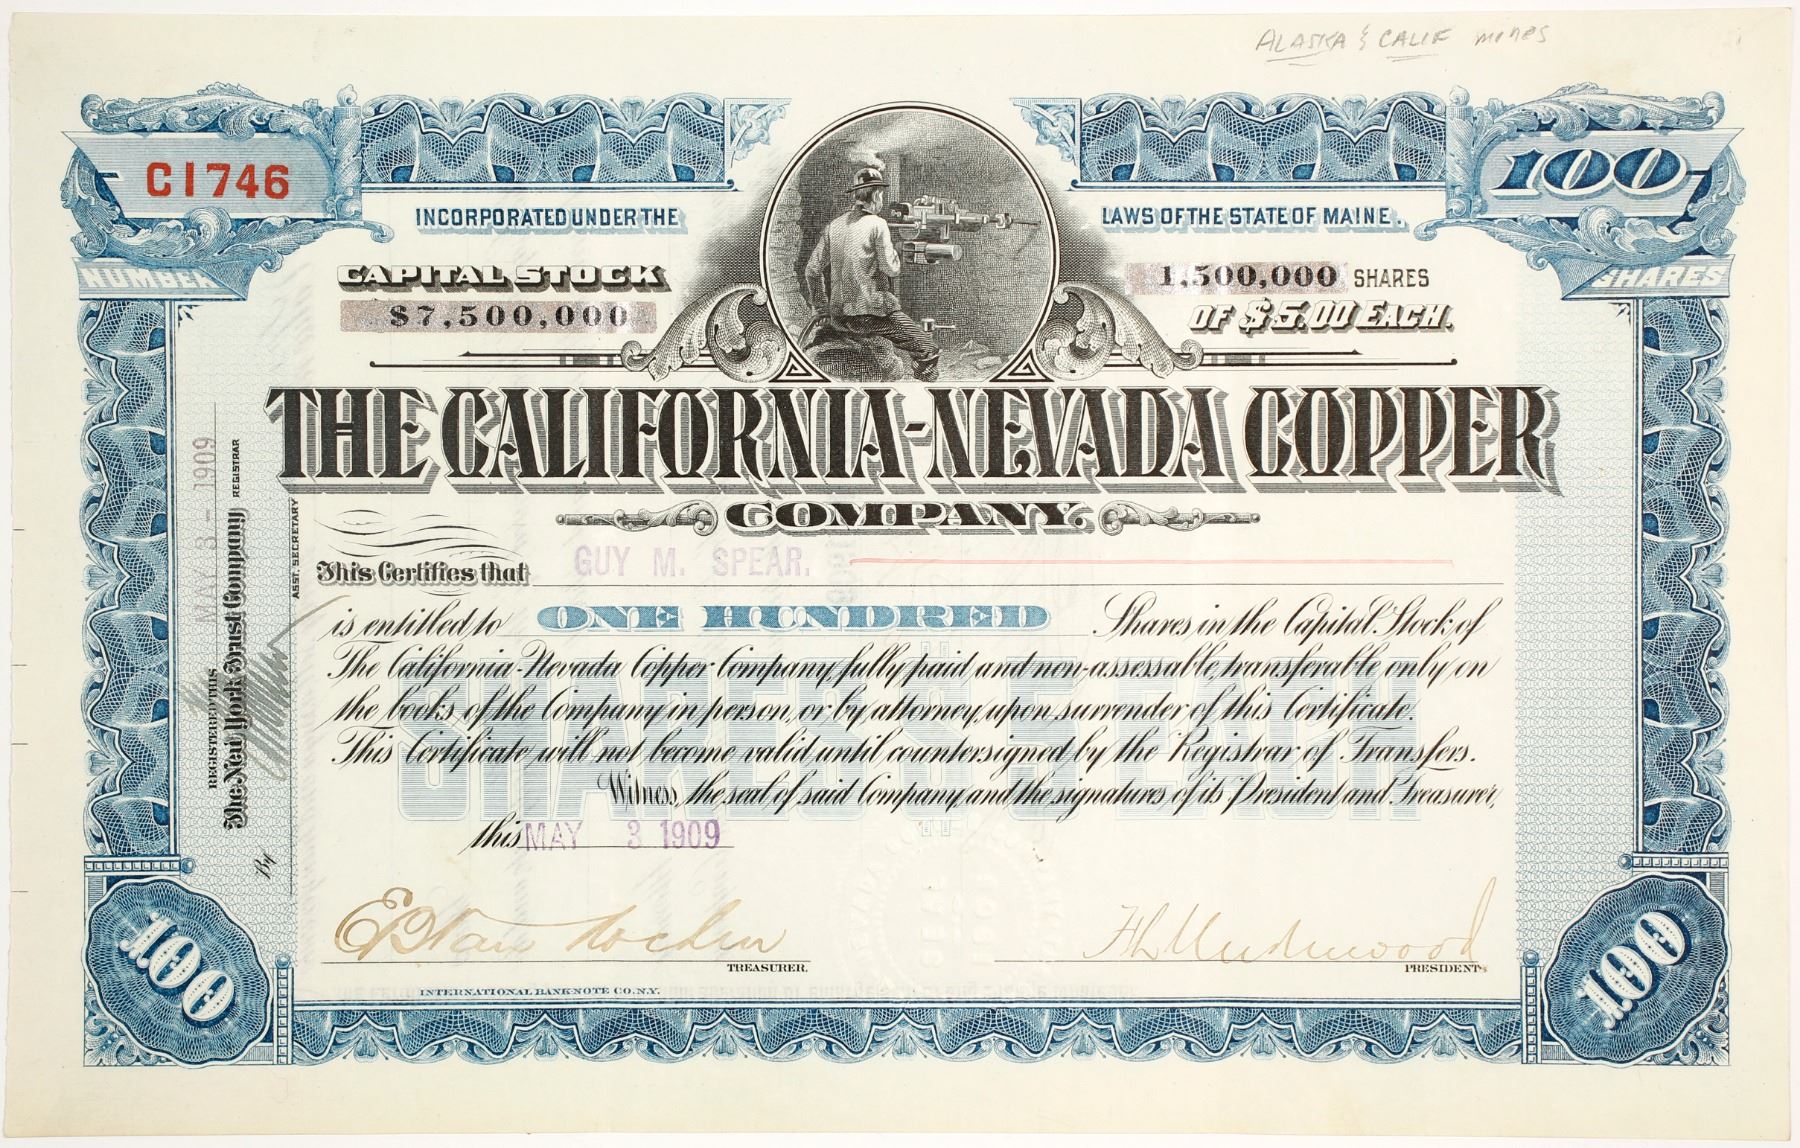 ALASKA & CALIF mines
C1746
NUMBER
100
SHARES
INCORPORATED UNDER THE LAWS OF THE STATE OF MAINE.
CAPITAL STOCK
$7,500,000
1,500,000 SHARES
OF $5.00 EACH.
THE CALIFORNIA-NEVADA COPPER
COMPANY.
This Certifies that GUY M. SPEAR.
is entitled to ONE HUNDRED Shares in the Capital Stock of
The California-Nevada Copper Company, fully paid and non-assessable, transferable only on
the books of the Company in person, or by attorney, upon surrender of this Certificate.
This Certificate will not become valid until countersigned by the Registrar of Transfers.
Witness, the seal of said Company, and the signatures of its President and Treasurer,
this MAY 3 1909
SHARES $5 EACH
TREASURER.
Underwood
PRESIDENT.
INTERNATIONAL BANK NOTE CO. N.Y.
100
100
REGISTERED THIS MAY 3 - 1909
The New York Trust Company REGISTRAR
By
ASST. SECRETARY